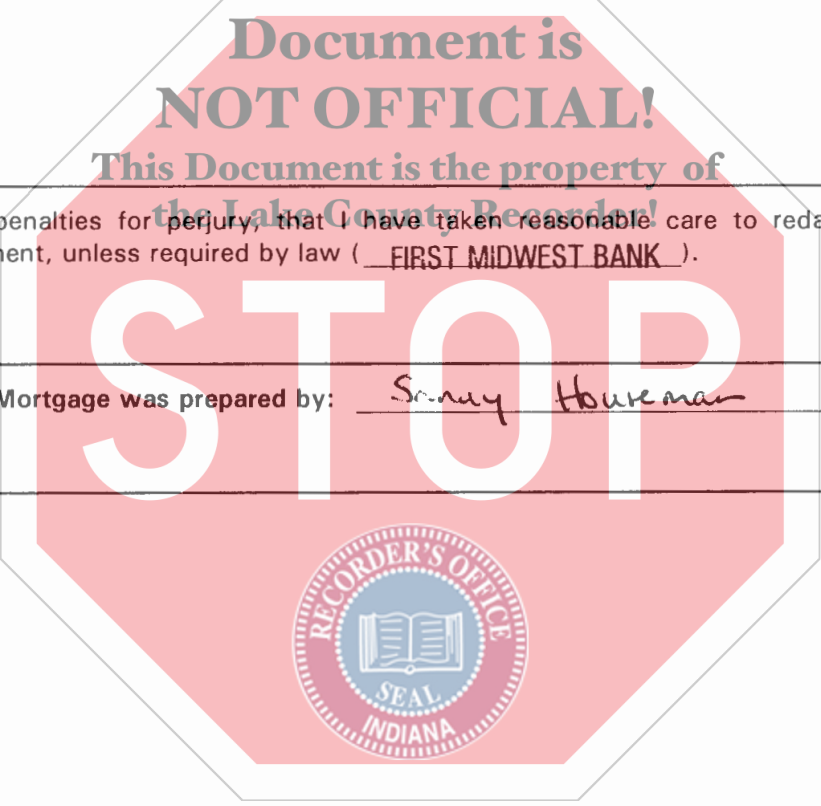 Document is
NOT OFFICIAL!
This Document is the property of
the Lake County Recorder!
penalties for perjury, that I have taken reasonable care to reda
ent, unless required by law ( FIRST MIDWEST BANK ).
STOP
Mortgage was prepared by: Houseman
RECORDER'S OFFICE
SEAL
INDIANA